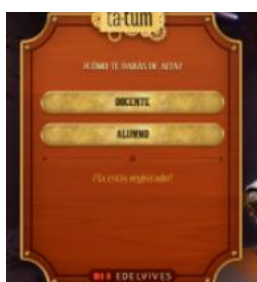 ta-tum
¿CÓMO TE DARÁS DE ALTA?
DOCENTE
ALUMNO
¿Ya estás registrado?
EDELVIVES